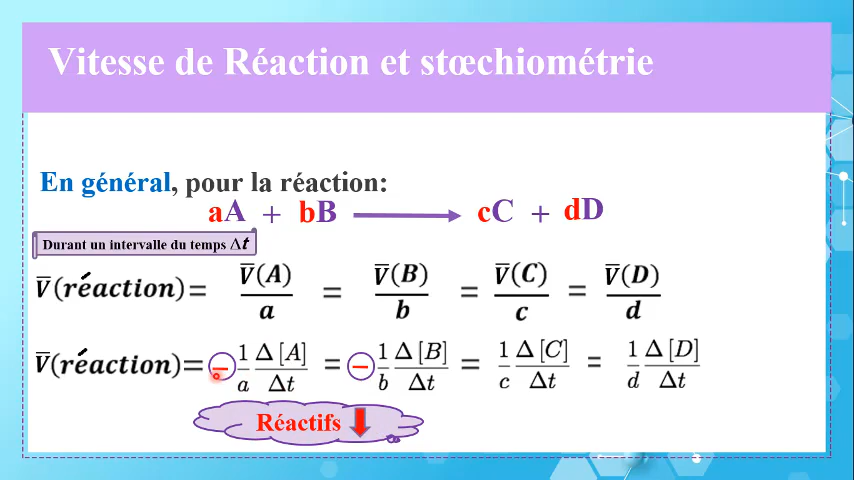 Vitesse de Réaction et stœchiométrie
En général, pour la réaction:
aA + bB ⟶ cC + dD
Durant un intervalle du temps Δt
V̅(réaction)= V̅(A)/a = V̅(B)/b = V̅(C)/c = V̅(D)/d
V̅(réaction)= − 1/a Δ[A]/Δt = − 1/b Δ[B]/Δt = 1/c Δ[C]/Δt = 1/d Δ[D]/Δt
Réactifs